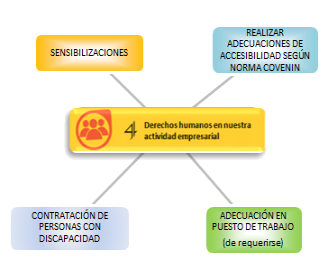 SENSIBILIZACIONES
REALIZAR
ADECUACIONES DE
ACCESIBILIDAD SEGÚN
NORMA COVENIN
4 Derechos humanos en nuestra
actividad empresarial
CONTRATACIÓN DE
PERSONAS CON
DISCAPACIDAD
ADECUACIÓN EN
PUESTO DE TRABAJO
(de requerirse)